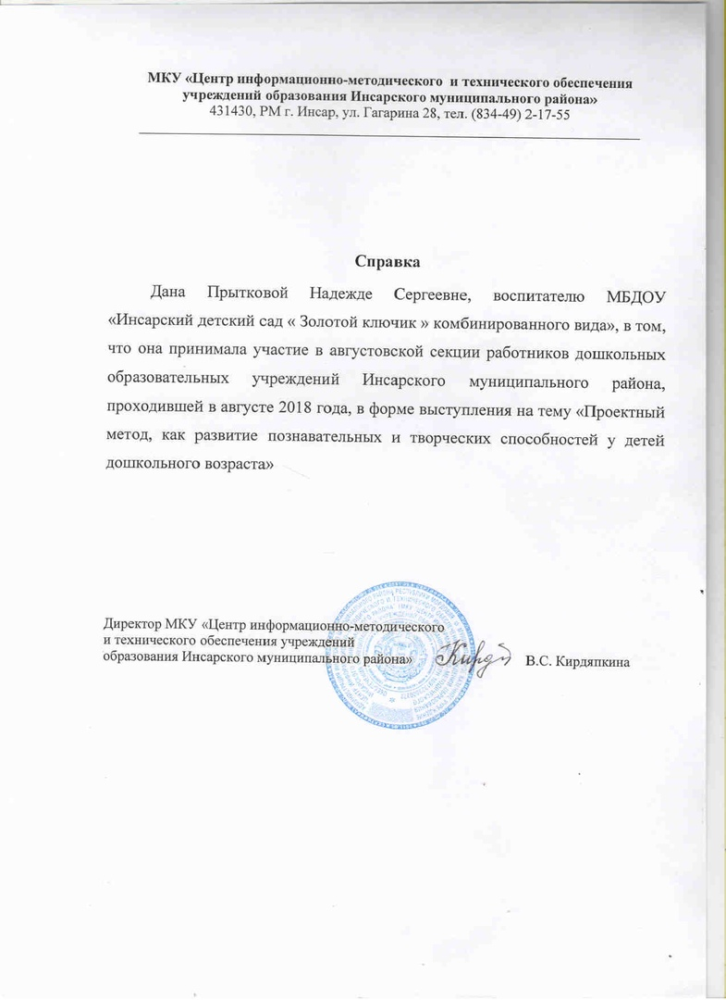 МКУ «Центр информационно-методического и технического обеспечения
учреждений образования Инсарского муниципального района»
431430, РМ г. Инсар, ул. Гагарина 28, тел. (834-49) 2-17-55
Справка
Дана Прытковой Надежде Сергеевне, воспитателю МБДОУ
«Инсарский детский сад « Золотой ключик » комбинированного вида», в том,
что она принимала участие в августовской секции работников дошкольных
образовательных учреждений Инсарского муниципального района,
проходившей в августе 2018 года, в форме выступления на тему «Проектный
метод, как развитие познавательных и творческих способностей у детей
дошкольного возраста»
Директор МКУ «Центр информационно-методического
и технического обеспечения учреждений
образования Инсарского муниципального района»
В.С. Кирдяпкина